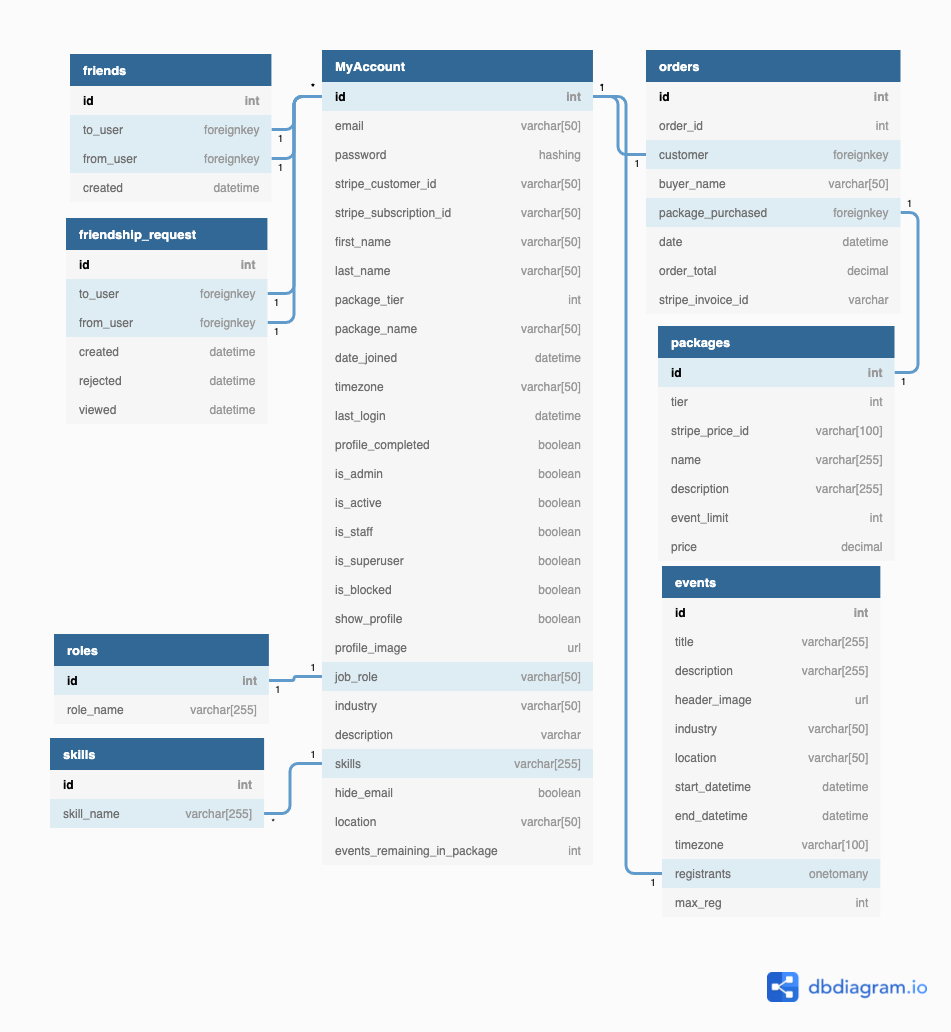 friends
id int
to_user foreignkey
1
from_user foreignkey
1
created datetime
friendship_request
id int
to_user foreignkey
1
from_user foreignkey
1
created datetime
rejected datetime
viewed datetime
roles
id int
1
role_name varchar[255]
skills
id int
skill_name varchar[255]
*
MyAccount
* id int 1
email varchar[50]
password hashing
stripe_customer_id varchar[50]
stripe_subscription_id varchar[50]
first_name varchar[50]
last_name varchar[50]
package_tier int
package_name varchar[50]
date_joined datetime
timezone varchar[50]
last_login datetime
profile_completed boolean
is_admin boolean
is_active boolean
is_staff boolean
is_superuser boolean
is_blocked boolean
show_profile boolean
profile_image url
1 job_role varchar[50]
industry varchar[50]
description varchar
1 skills varchar[255]
hide_email boolean
location varchar[50]
events_remaining_in_package int
orders
id int
order_id int
1 customer foreignkey
buyer_name varchar[50]
package_purchased foreignkey 1
date datetime
order_total decimal
stripe_invoice_id varchar
packages
id int 1
tier int
stripe_price_id varchar[100]
name varchar[255]
description varchar[255]
event_limit int
price decimal
events
id int
title varchar[255]
description varchar[255]
header_image url
industry varchar[50]
location varchar[50]
start_datetime datetime
end_datetime datetime
timezone varchar[100]
1 registrants onetomany
max_reg int
dbdiagram.io